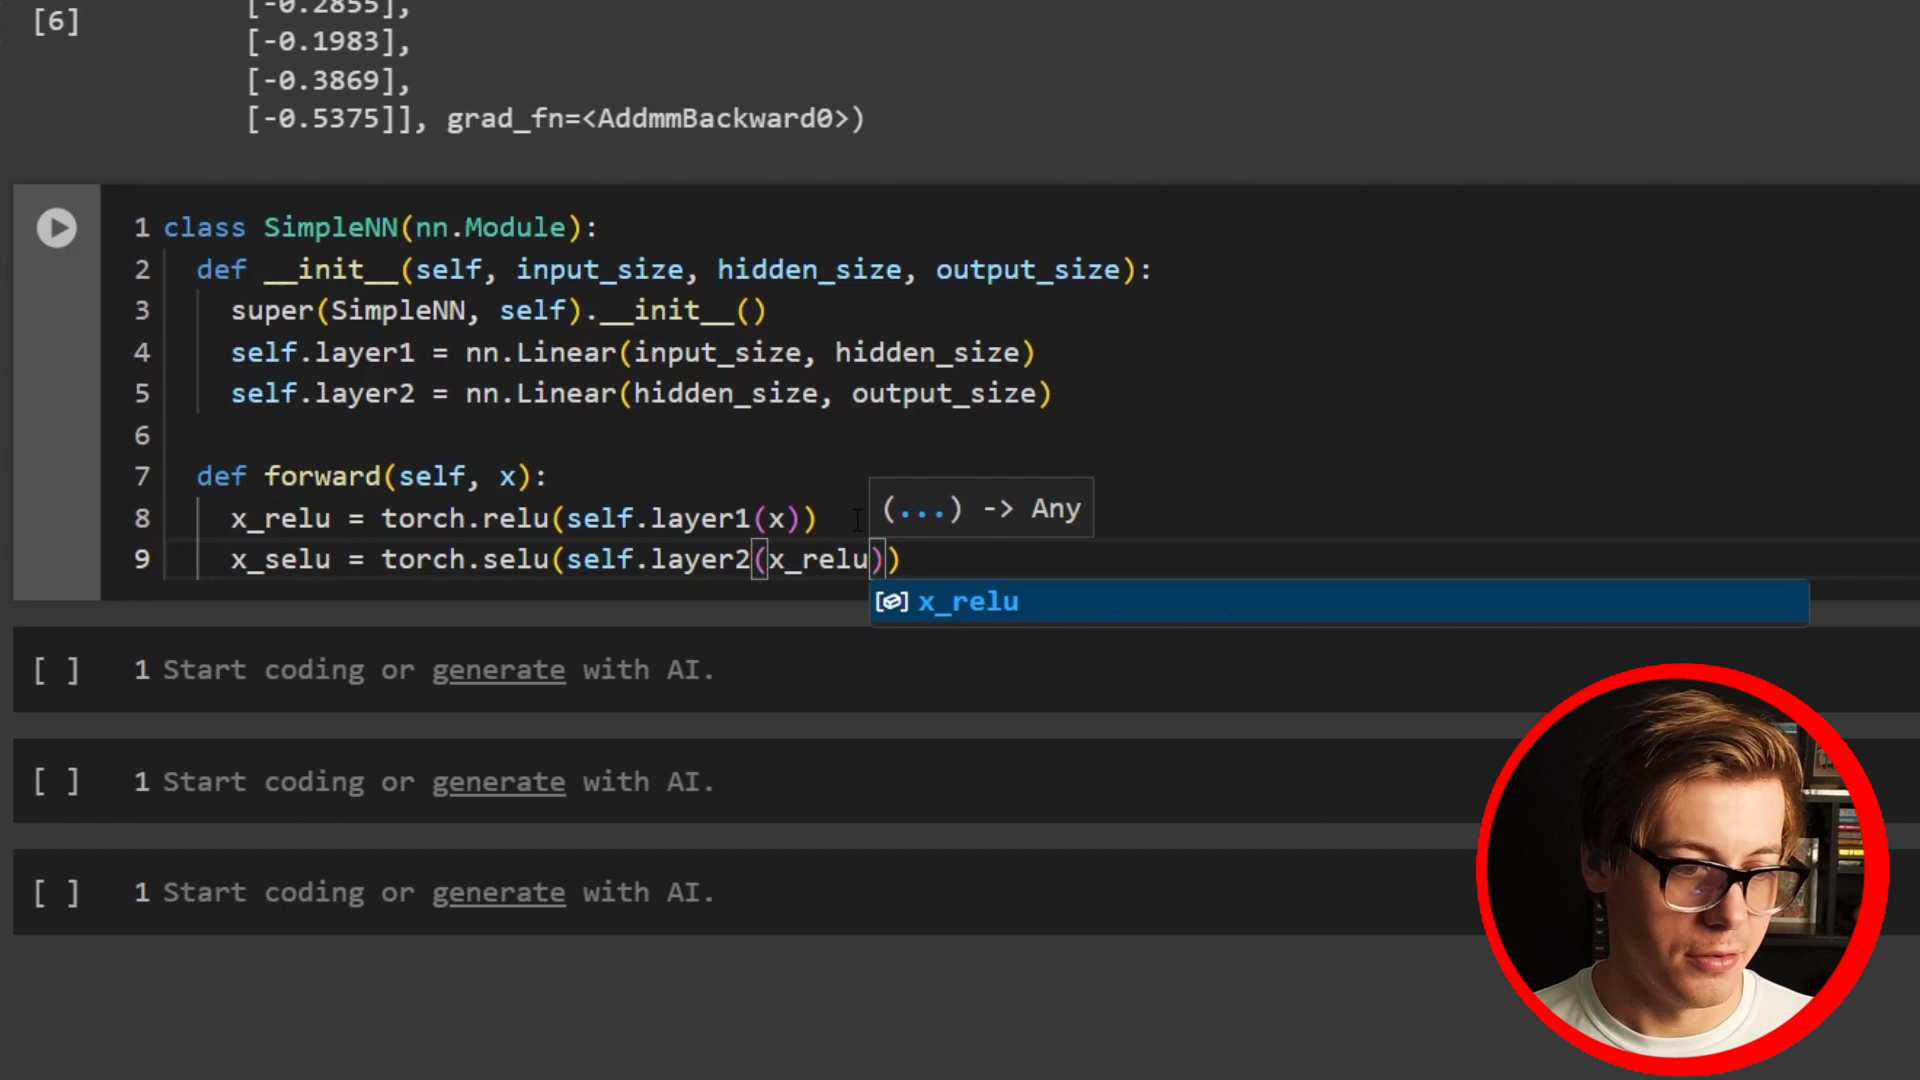 [-0.2855],
[6]
[-0.1983],
[-0.3869],
[-0.5375]], grad_fn=<AddmmBackward0>)
1 class SimpleNN(nn.Module):
2 def __init__(self, input_size, hidden_size, output_size):
3 super(SimpleNN, self).__init__()
4 self.layer1 = nn.Linear(input_size, hidden_size)
5 self.layer2 = nn.Linear(hidden_size, output_size)
6
7 def forward(self, x):
8 x_relu = torch.relu(self.layer1(x)) (...) -> Any
9 x_selu = torch.selu(self.layer2(x_relu))
x_relu
[ ] 1 Start coding or generate with AI.
[ ] 1 Start coding or generate with AI.
[ ] 1 Start coding or generate with AI.